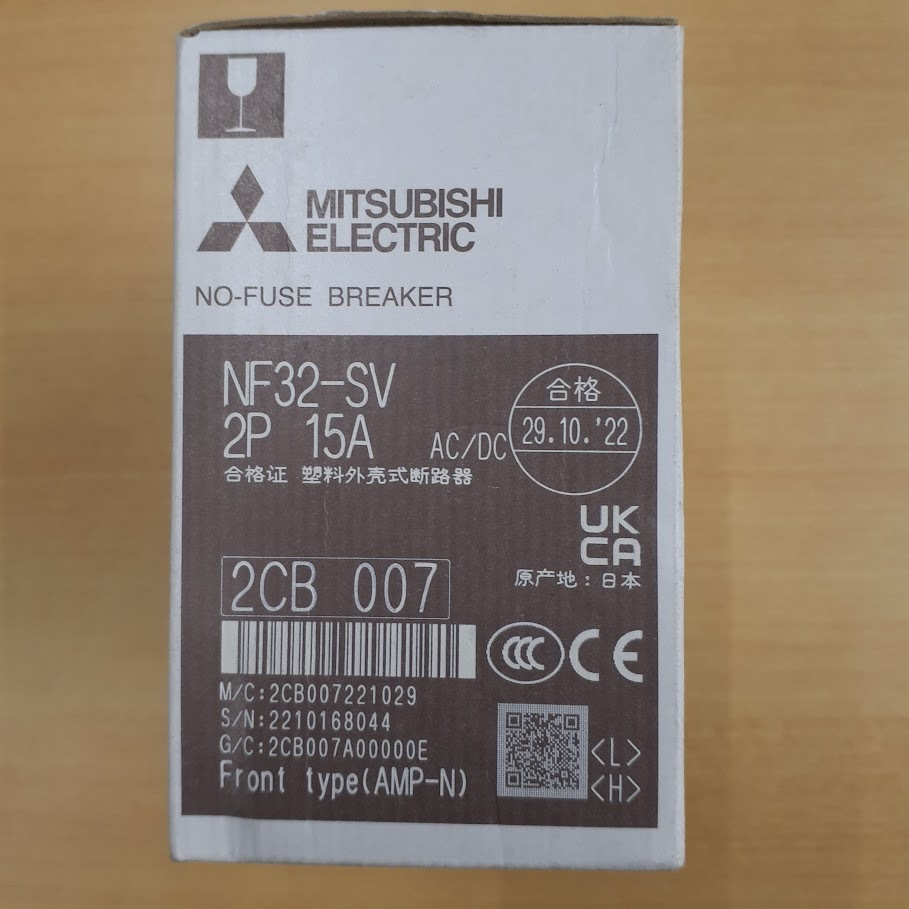 MITSUBISHI
ELECTRIC
NO-FUSE BREAKER
NF32-SV
2P 15A AC/DC
合格
29.10.'22
合格证 塑料外壳式断路器
UK
CA
原产地：日本
2CB 007
CCC CE
M/C:2CB007221029
S/N:2210168044
G/C:2CB007A00000E
Front type(AMP-N)
<L>
<H>